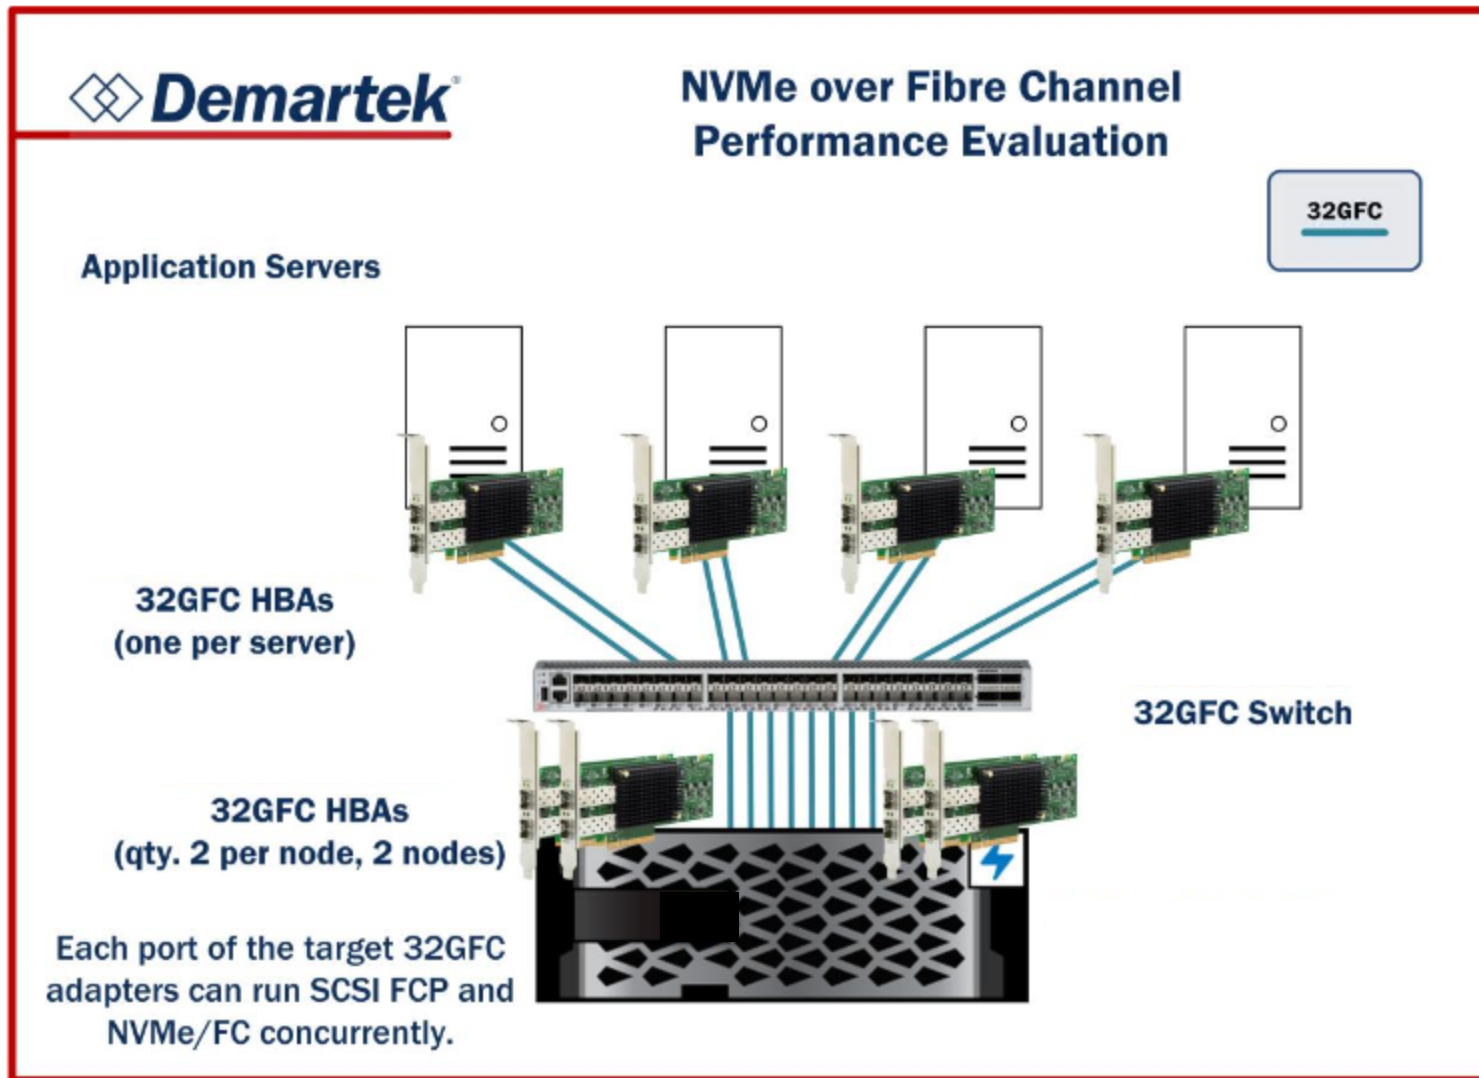 Demartek®
NVMe over Fibre Channel
Performance Evaluation
32GFC
Application Servers
32GFC HBAs
(one per server)
32GFC Switch
32GFC HBAs
(qty. 2 per node, 2 nodes)
Each port of the target 32GFC
adapters can run SCSI FCP and
NVMe/FC concurrently.